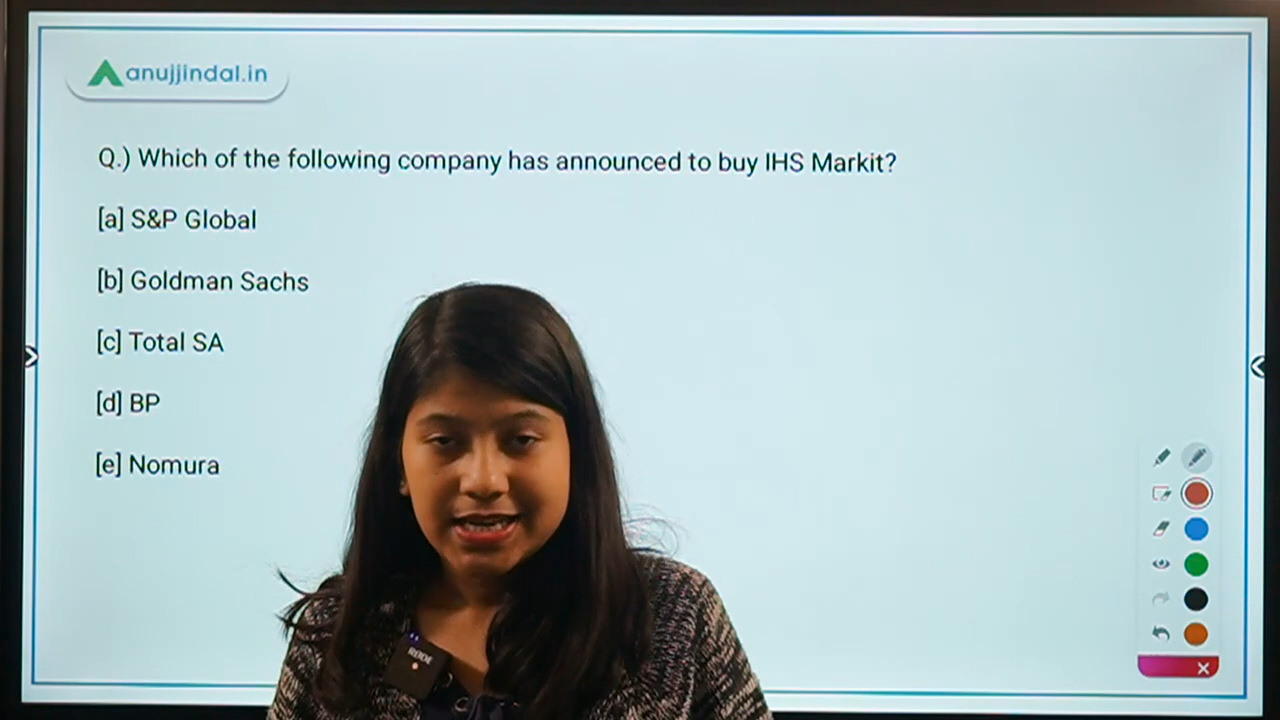 anujjindal.in
Q.) Which of the following company has announced to buy IHS Markit?
[a] S&P Global
[b] Goldman Sachs
[c] Total SA
[d] BP
[e] Nomura
RØDE